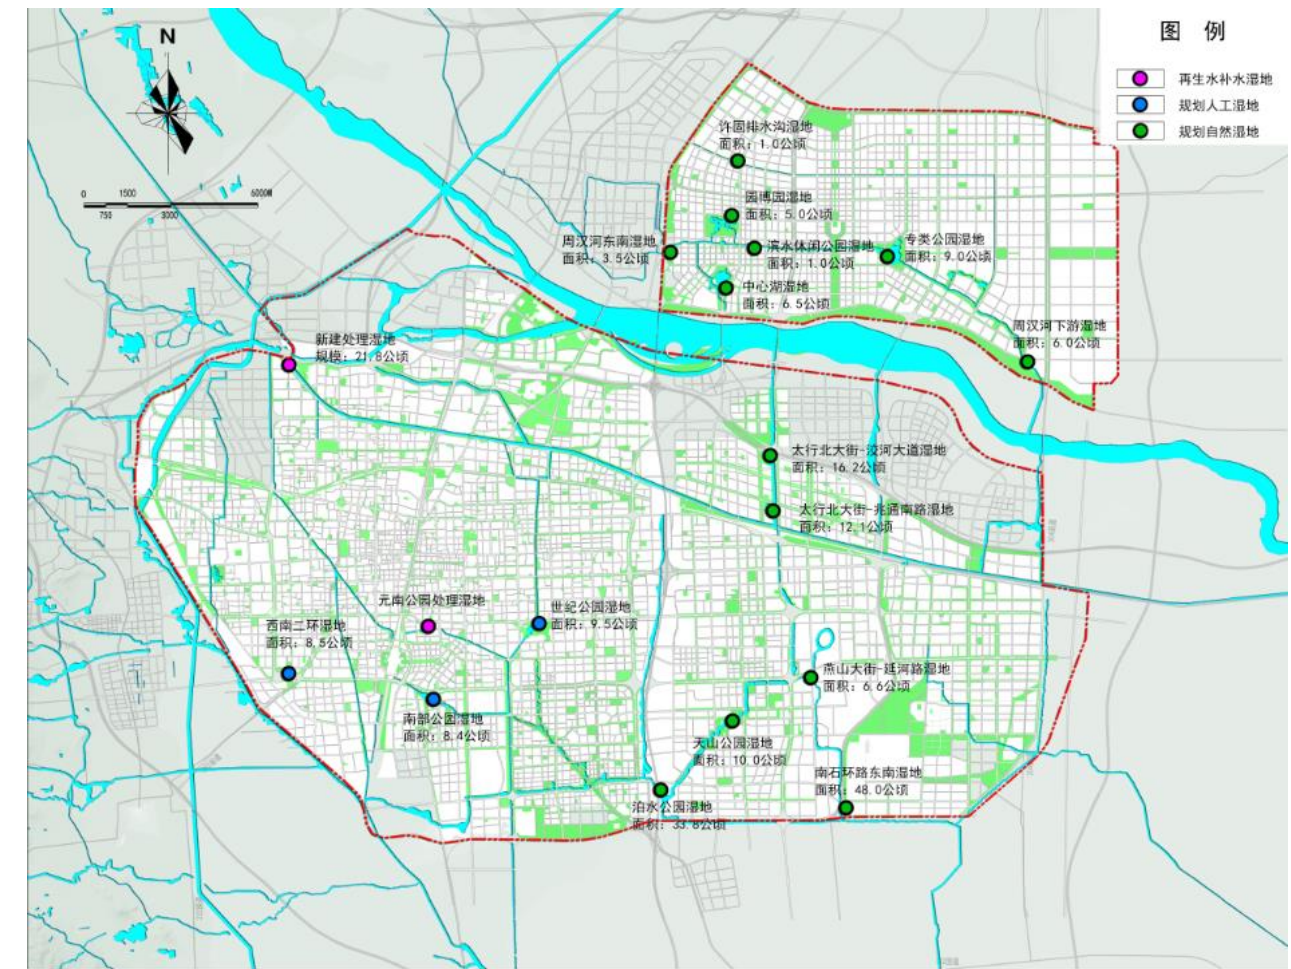 图 例
再生水补水湿地
规划人工湿地
规划自然湿地
N
0 1500 6000M
750 3000
许固排水沟湿地
面积：1.0公顷
园博园湿地
面积：5.0公顷
周汉河东南湿地
面积：3.5公顷
滨水休闲公园湿地
面积：1.0公顷
专类公园湿地
面积：9.0公顷
中心湖湿地
面积：6.5公顷
周汉河下游湿地
面积：6.0公顷
新建处理湿地
规模：21.8公顷
太行北大街-洨河大道湿地
面积：16.2公顷
太行北大街-兆通南路湿地
面积：12.1公顷
元南公园处理湿地
世纪公园湿地
面积：9.5公顷
西南二环湿地
面积：8.5公顷
燕山大街-延河路湿地
面积：6.6公顷
南部公园湿地
面积：8.4公顷
天山公园湿地
面积：10.0公顷
南石环路东南湿地
面积：48.0公顷
泊水公园湿地
面积：33.8公顷